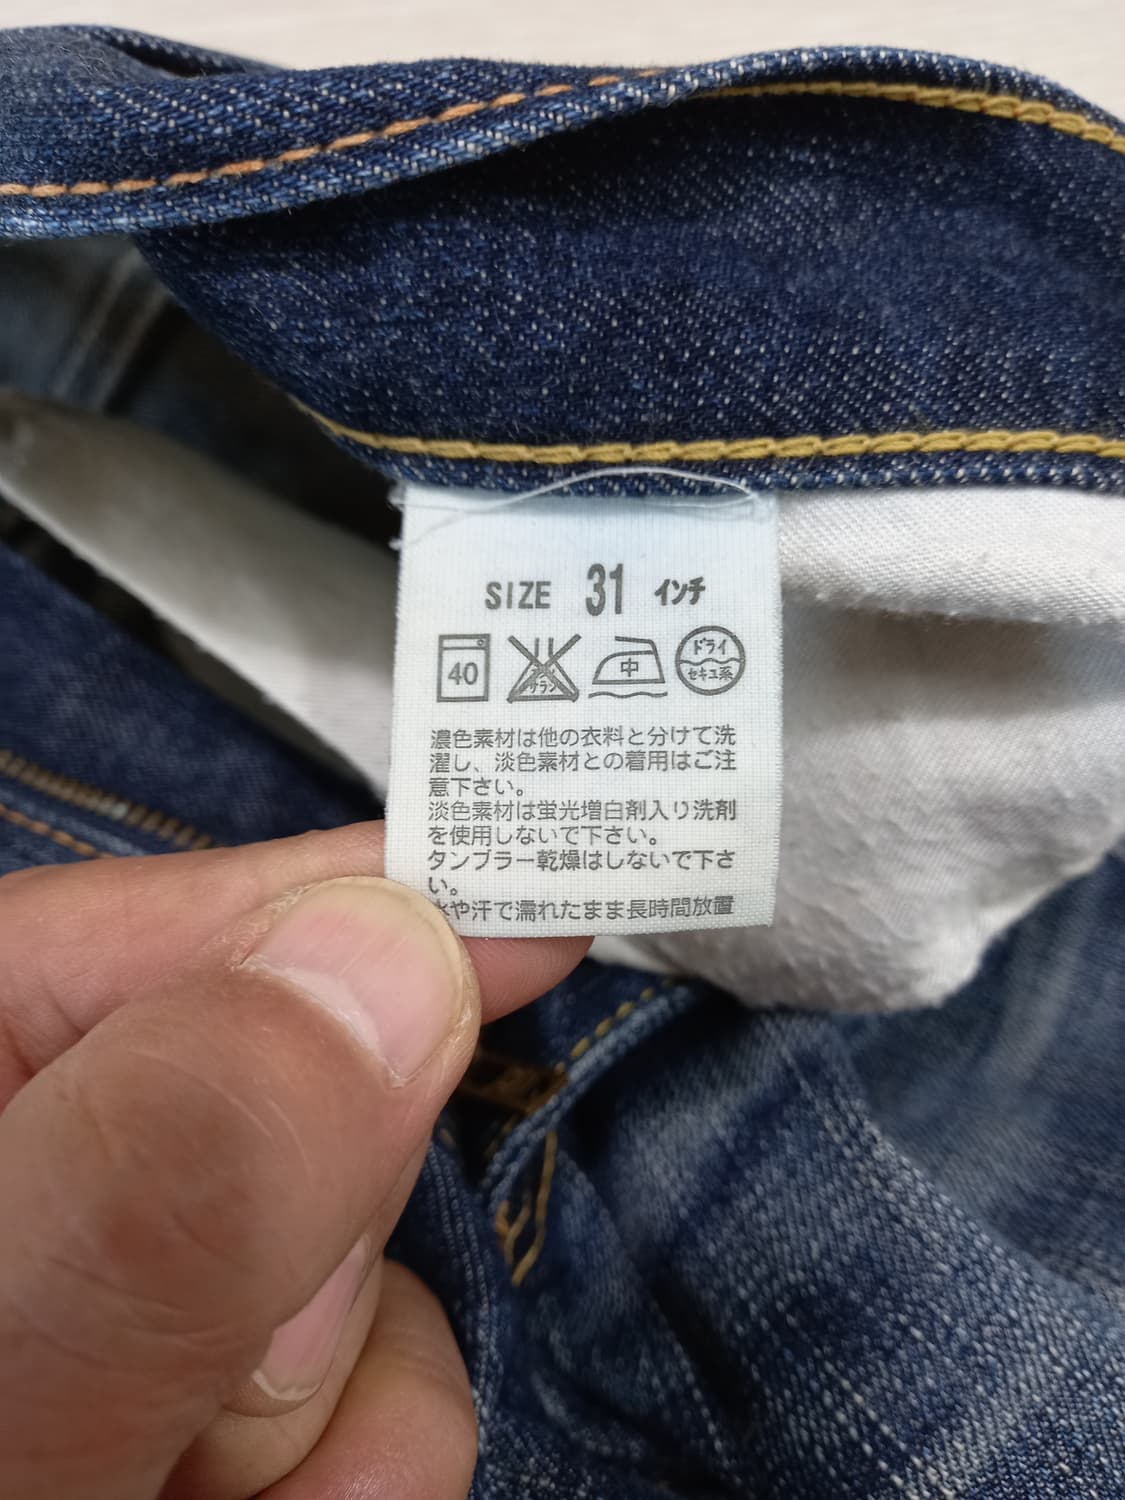 SIZE 31 インチ
40 エンソサラシ 中 ドライ セキユ系
濃色素材は他の衣料と分けて洗
濯し、淡色素材との着用はご注
意下さい。
淡色素材は蛍光増白剤入り洗剤
を使用しないで下さい。
タンブラー乾燥はしないで下さ
い。
水や汗で濡れたまま長時間放置